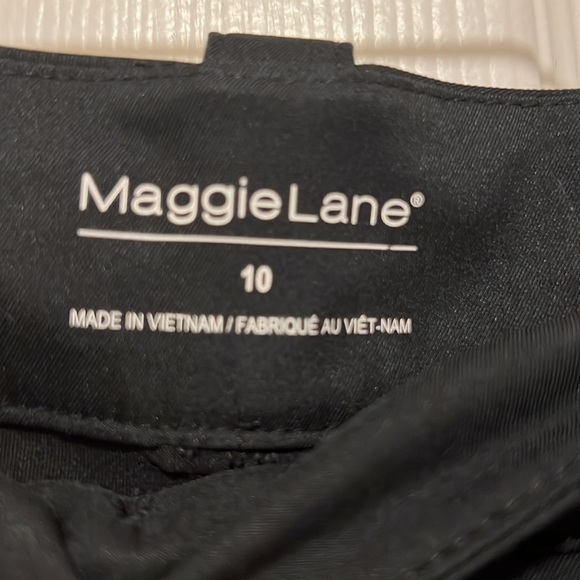 MaggieLane®
10
MADE IN VIETNAM / FABRIQUÉ AU VIÊT-NAM